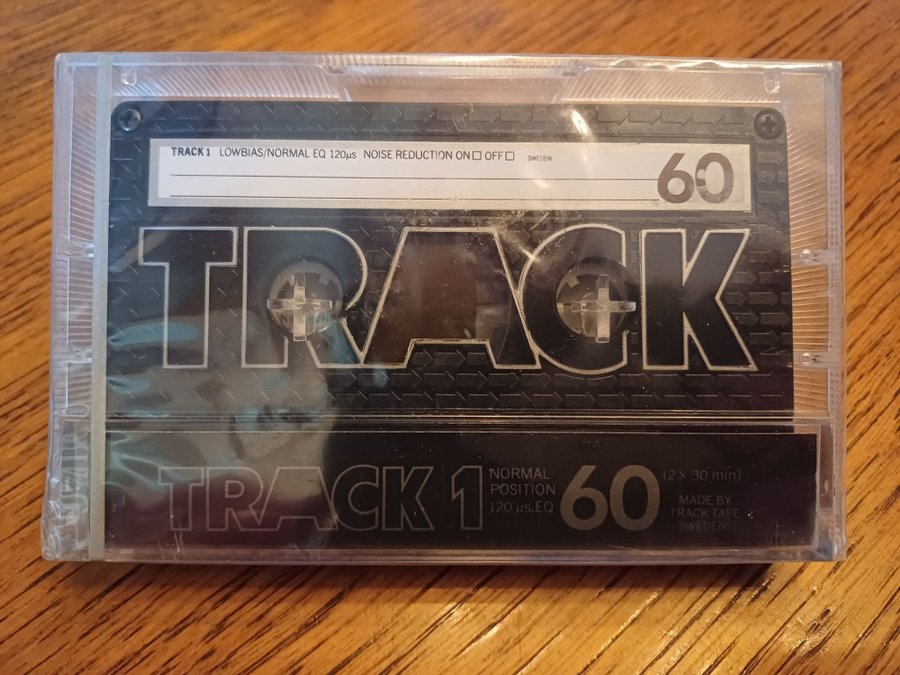 TRACK 1 LOWBIAS/NORMAL EQ 120µs NOISE REDUCTION ON OFF SWEDEN
60
TRACK
TRACK 1
NORMAL
POSITION
120 µs.EQ
60
(2 × 30 min)
MADE BY
TRACK TAPE
SWEDEN